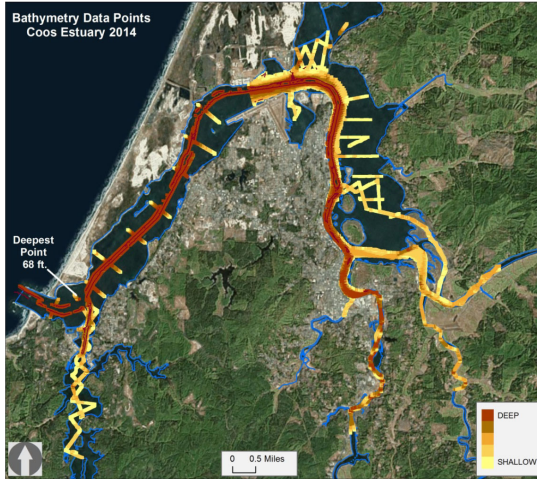 Bathymetry Data Points
Coos Estuary 2014
Deepest
Point
68 ft.
0 0.5 Miles
DEEP
SHALLOW